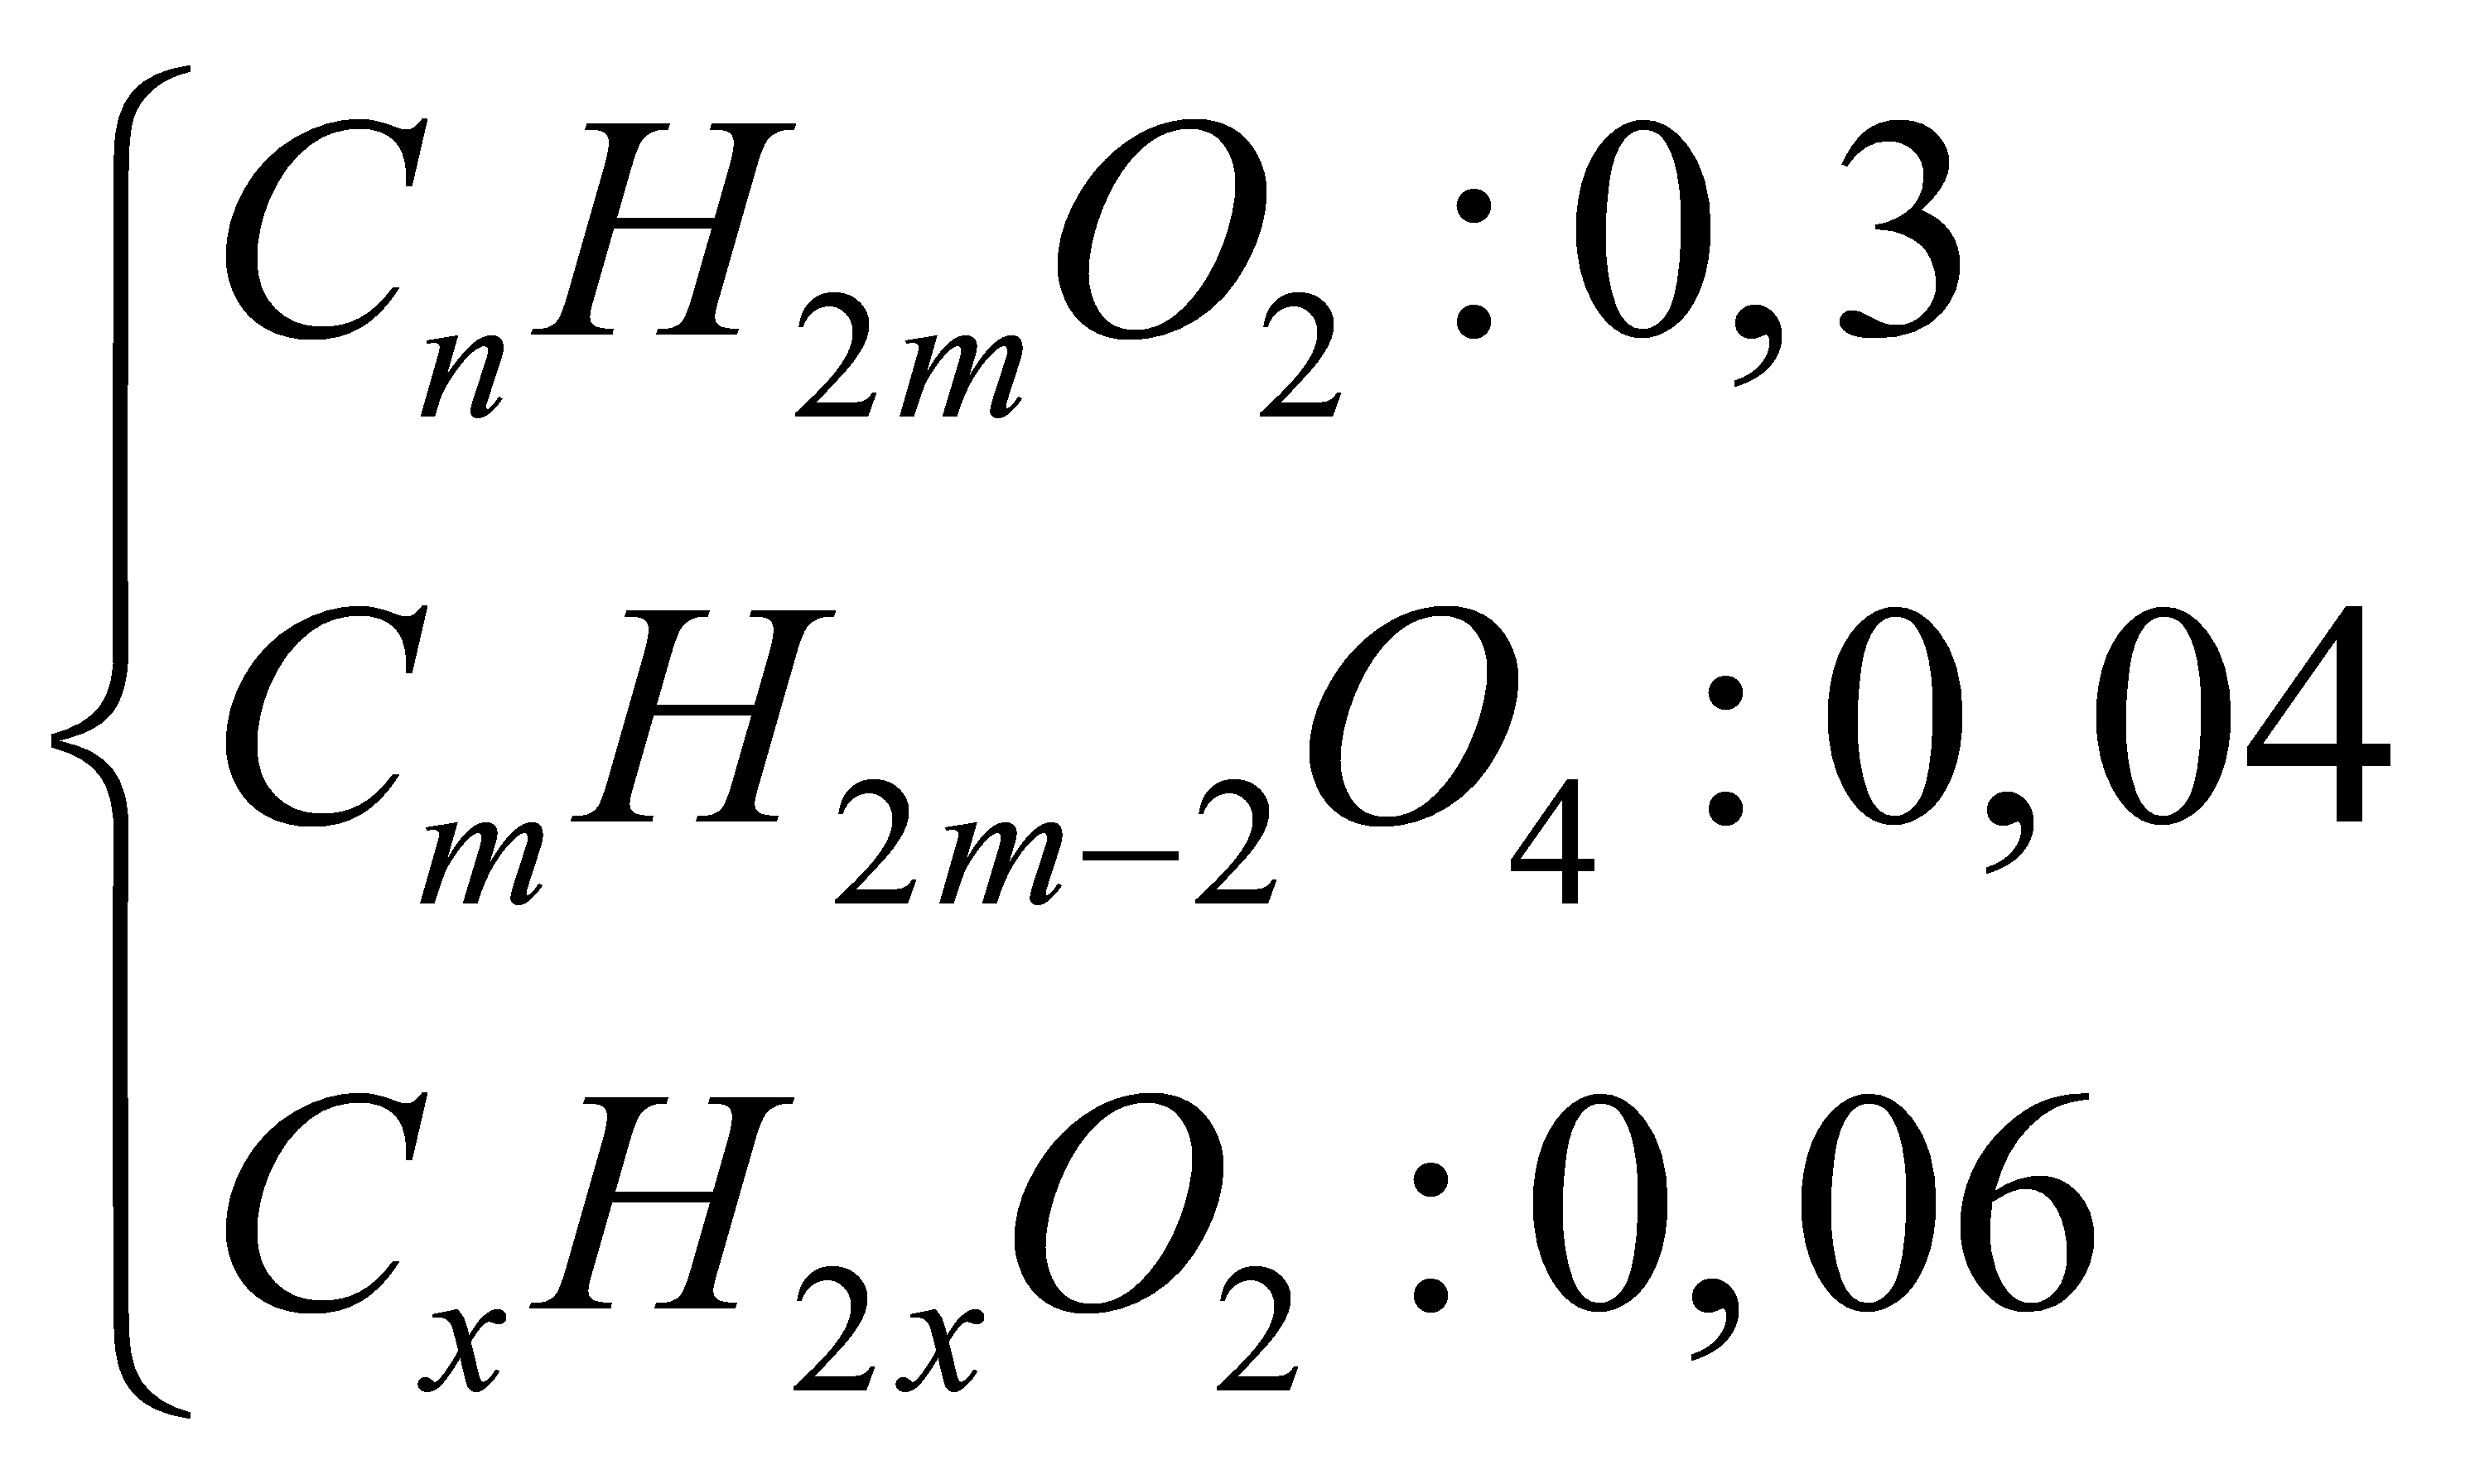 CₙH₂ₘO₂ : 0,3
CₘH₂ₘ₋₂O₄ : 0,04
CₓH₂ₓO₂ : 0,06